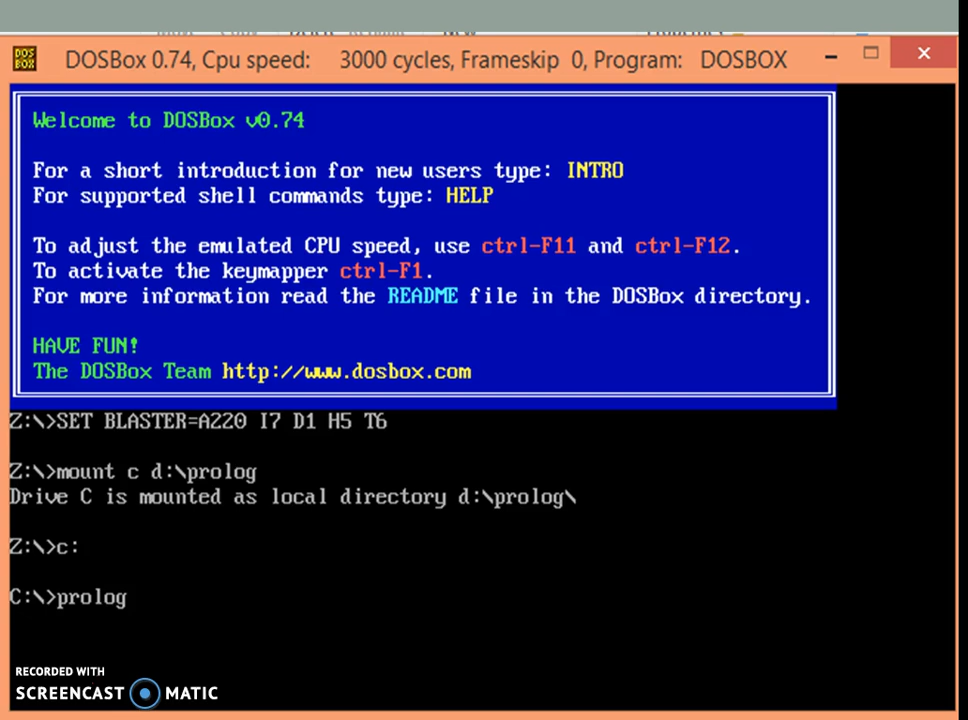 DOS
BOX
DOSBox 0.74, Cpu speed: 3000 cycles, Frameskip 0, Program: DOSBOX
Welcome to DOSBox v0.74
For a short introduction for new users type: INTRO
For supported shell commands type: HELP
To adjust the emulated CPU speed, use ctrl-F11 and ctrl-F12.
To activate the keymapper ctrl-F1.
For more information read the README file in the DOSBox directory.
HAVE FUN!
The DOSBox Team http://www.dosbox.com
Z:\>SET BLASTER=A220 I7 D1 H5 T6
Z:\>mount c d:\prolog
Drive C is mounted as local directory d:\prolog\
Z:\>c:
C:\>prolog
RECORDED WITH
SCREENCAST MATIC